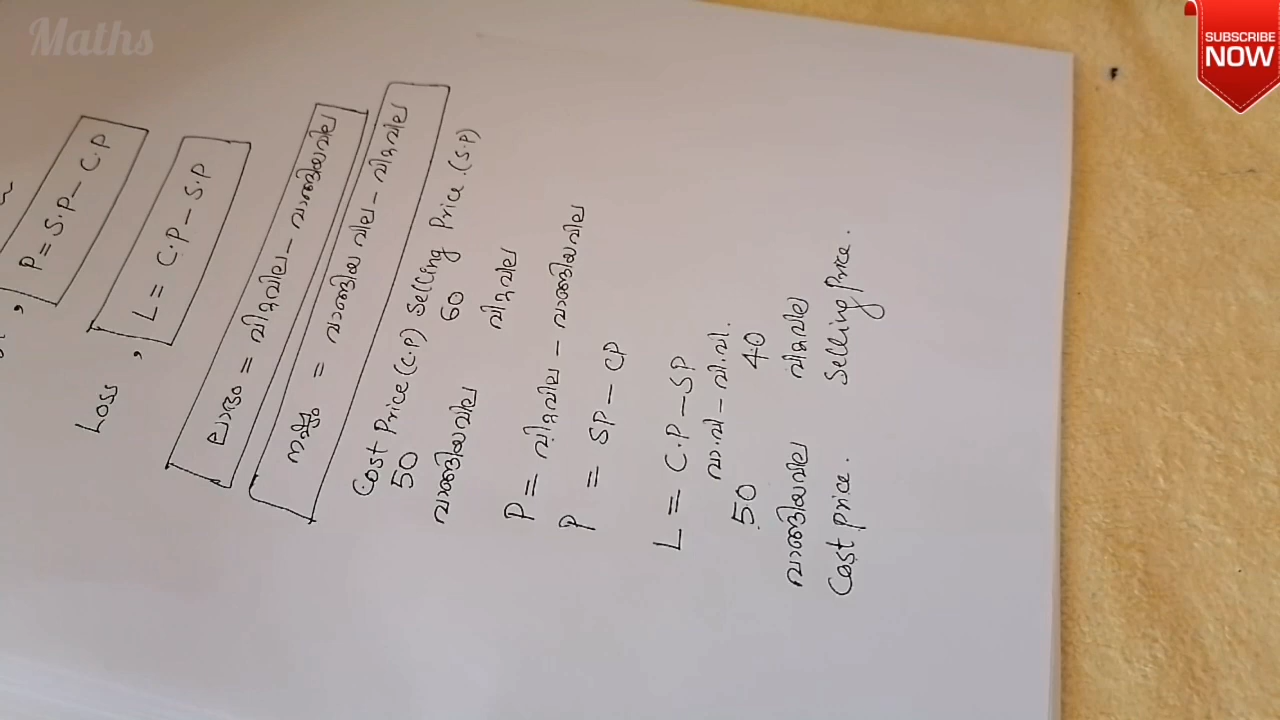 Maths
SUBSCRIBE
NOW
, P = S.P – C.P
Loss , L = C.P – S.P
ലാഭം = വിറ്റവില – വാങ്ങിയവില
നഷ്ടം = വാങ്ങിയ വില – വിറ്റവില
Cost Price (C.P) Selling Price. (S.P)
50 60
വാങ്ങിയവില വിറ്റവില
P = വിറ്റവില – വാങ്ങിയവില
P = SP – CP
L = C.P – SP
വാ.വി – വി.വി.
50 40
വാങ്ങിയവില വിറ്റവില
Cost price. Selling Price.